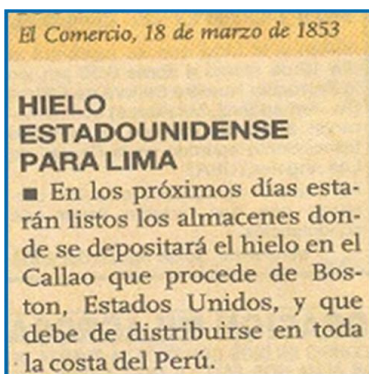 El Comercio, 18 de marzo de 1853
HIELO
ESTADOUNIDENSE
PARA LIMA
■ En los próximos días esta-
rán listos los almacenes don-
de se depositará el hielo en el
Callao que procede de Bos-
ton, Estados Unidos, y que
debe de distribuirse en toda
la costa del Perú.